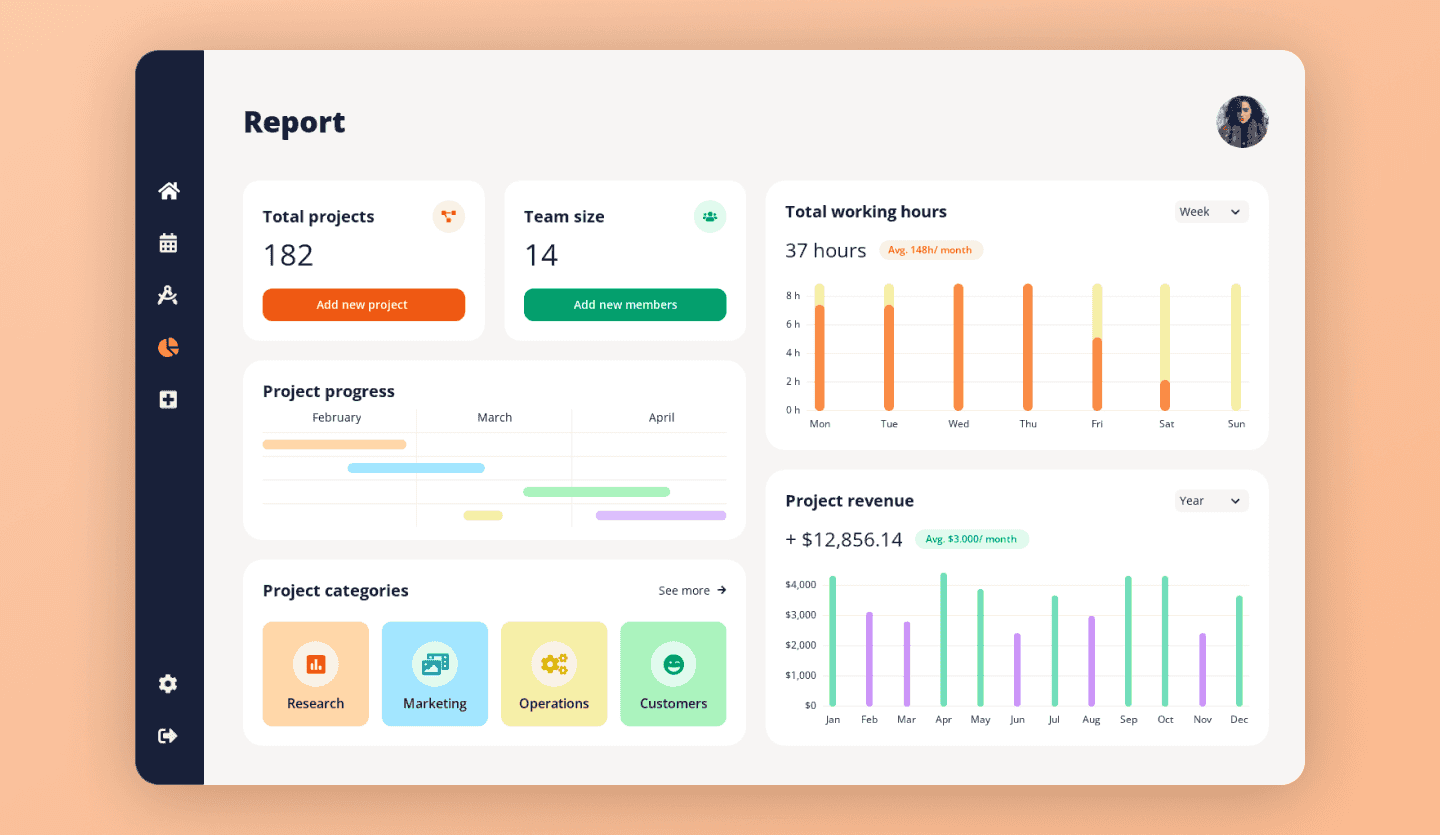 Report
Total projects
182
Add new project
Team size
14
Add new members
Project progress
February March April
Project categories
See more
Research
Marketing
Operations
Customers
Total working hours
Week
37 hours
Avg. 148h/ month
8 h
6 h
4 h
2 h
0 h
Mon Tue Wed Thu Fri Sat Sun
Project revenue
Year
+ $12,856.14
Avg. $3.000/ month
$4,000
$3,000
$2,000
$1,000
$0
Jan Feb Mar Apr May Jun Jul Aug Sep Oct Nov Dec